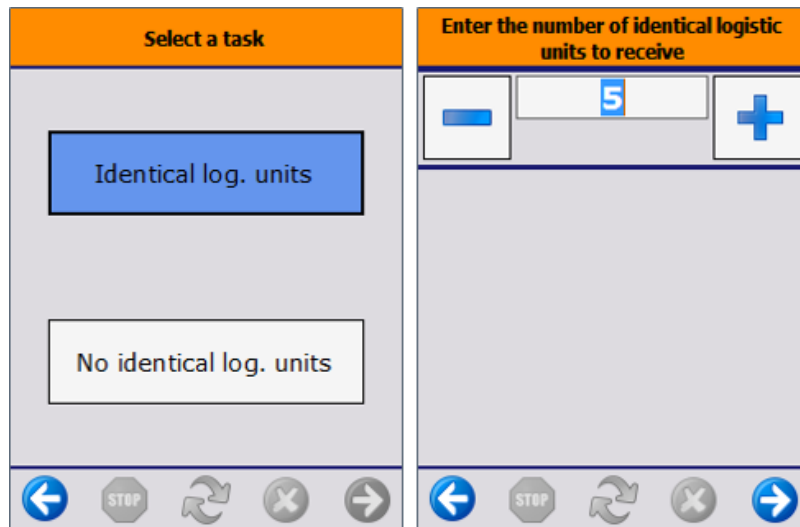 Select a task
Identical log. units
No identical log. units
STOP
Enter the number of identical logistic
units to receive
5
STOP